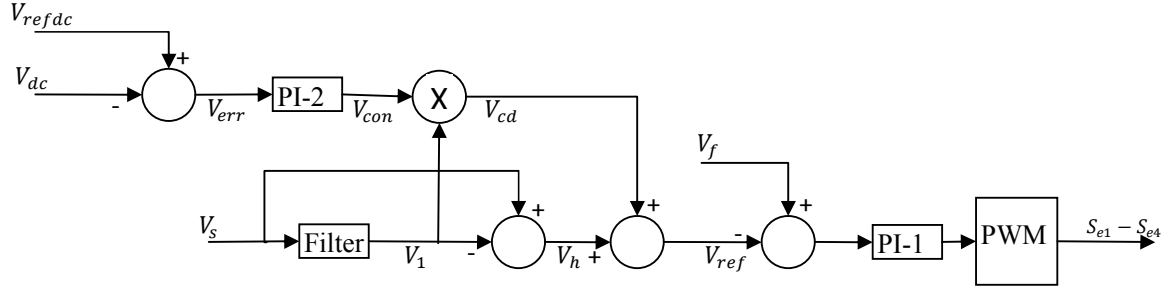 V_refdc
+
V_dc
-
V_err
PI-2
V_con
X
V_cd
V_f
+
+
+
V_s
Filter
V_1
-
V_h
+
V_ref
-
PI-1
PWM
S_e1 − S_e4